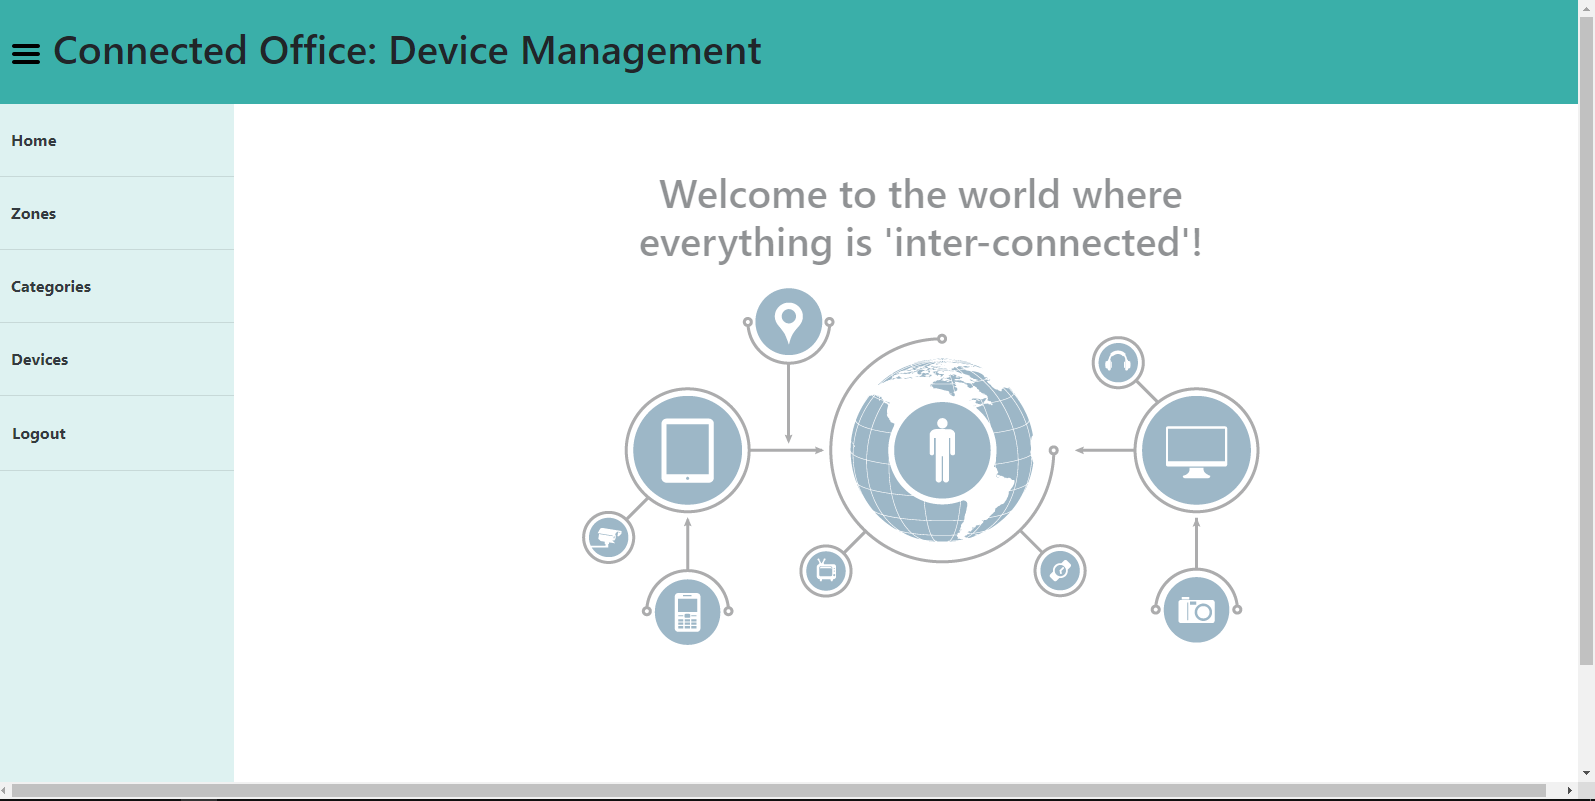 Connected Office: Device Management
Home
Zones
Categories
Devices
Logout
Welcome to the world where
everything is 'inter-connected'!